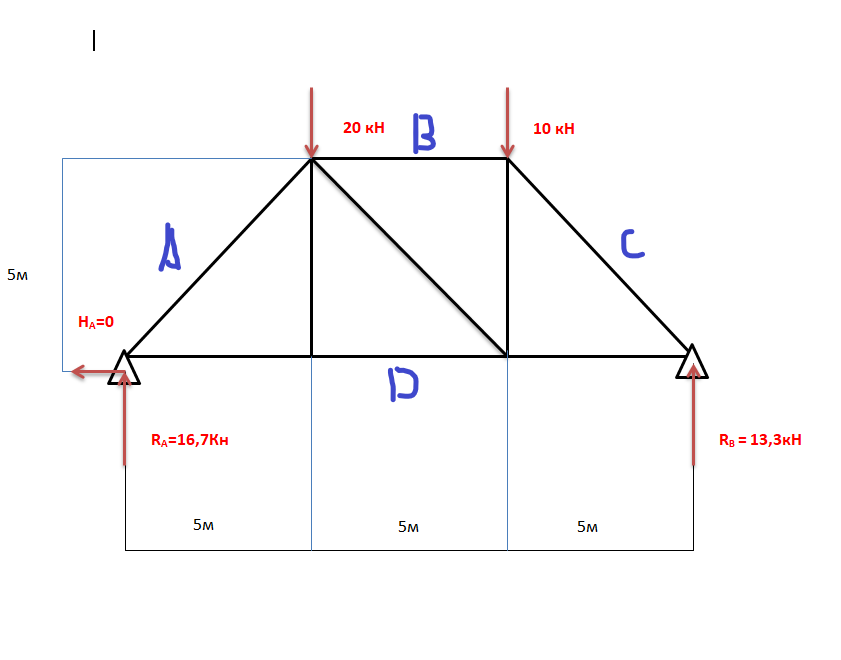 20 кН
B
10 кН
A
C
5м
HA=0
D
RA=16,7Кн
RB = 13,3кН
5м
5м
5м